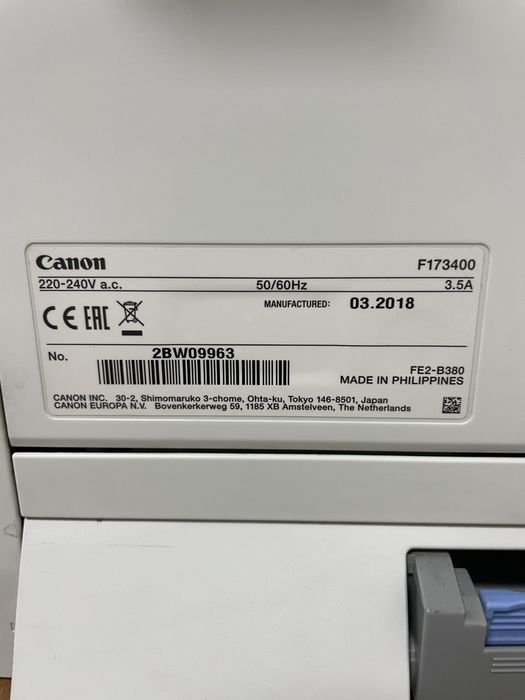 Canon F173400
220-240V a.c. 50/60Hz 3.5A
MANUFACTURED: 03.2018
CE EAC
No. 2BW09963
FE2-B380
MADE IN PHILIPPINES
CANON INC. 30-2, Shimomaruko 3-chome, Ohta-ku, Tokyo 146-8501, Japan
CANON EUROPA N.V. Bovenkerkerweg 59, 1185 XB Amstelveen, The Netherlands